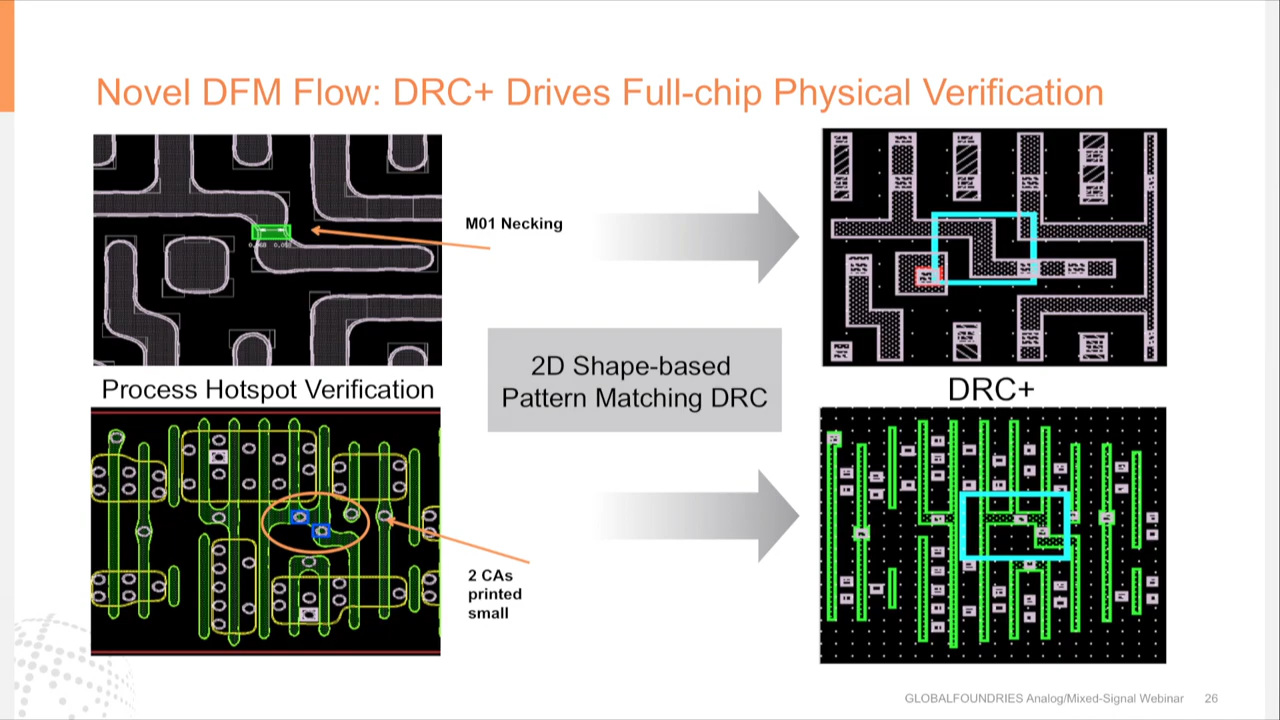 Novel DFM Flow: DRC+ Drives Full-chip Physical Verification
M01 Necking
Process Hotspot Verification
2D Shape-based
Pattern Matching DRC
DRC+
2 CAs
printed
small
GLOBALFOUNDRIES Analog/Mixed-Signal Webinar 26